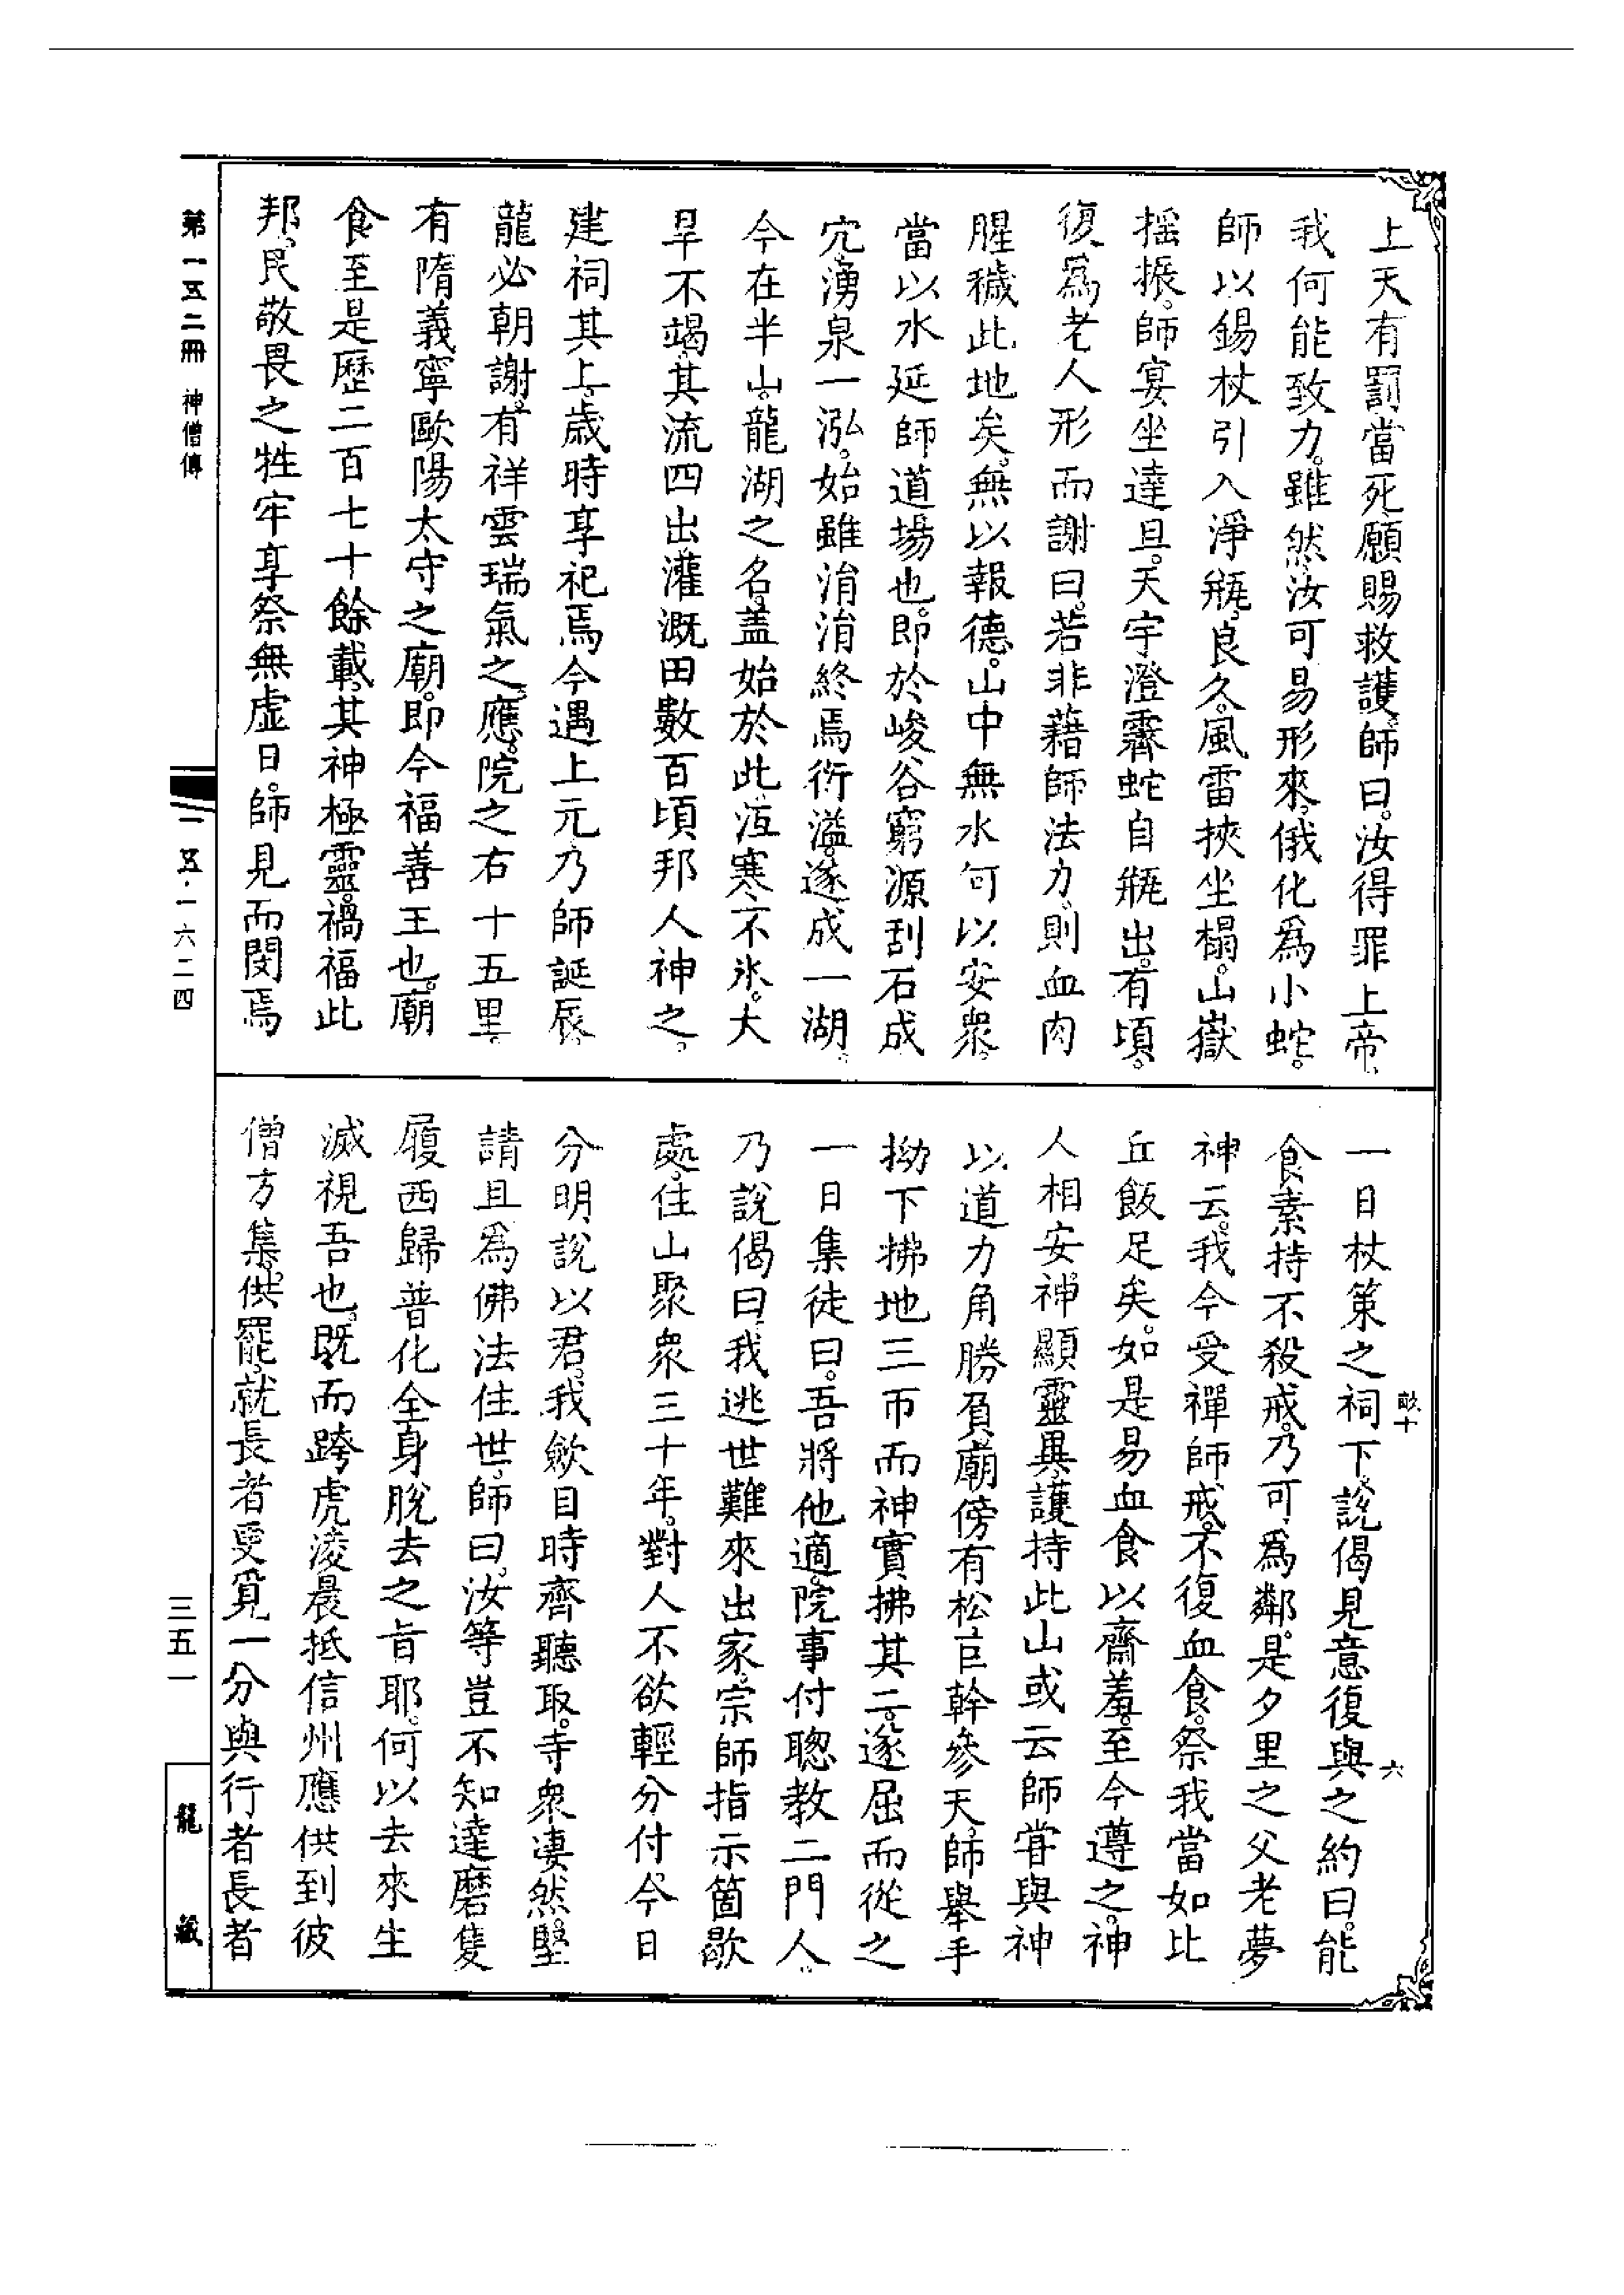 上天有罰當死願賜救護師曰。汝得罪上帝、
我何能致力。雖然、汝可易形來、俄化爲小蛇。
師以錫杖引入淨瓶。良久。風雷挾坐榻。山嶽
搖振。師宴坐達旦。天宇澄霽蛇自瓶出。有頃。
復爲老人形而謝曰。若非藉師法力、則血肉
腥穢此地矣。無以報德。山中無水何以安衆。
當以水延師道場也。即於峻谷窮源刮石成
穴、湧泉一泓。始雖涓涓終焉衍溢。遂成一湖。
今在半山。龍湖之名。蓋始於此、沍寒不氷。大
旱不竭。其流四出灌溉田數百頃邦人神之。
建祠其上。歲時享祀焉今遇上元乃師誕辰。
龍必朝謝。有祥雲瑞氣之應。院之右十五里。
有隋義寧歐陽太守之廟。即今福善王也。廟
食至是歷二百七十餘載。其神極靈。禍福此
邦、民敬畏之牲牢享祭無虛日。師見而閔焉
一日杖策之祠下、說偈見意復與之約曰。能
食素持不殺戒。乃可爲鄰。是夕里之父老夢
神云。我今受禪師戒。不復血食。祭我當如比
丘飯足矣。如是易血食以齋羞。至今遵之。神
人相安神。顯靈異、護持此山或云師甞與神
以道力角勝負。廟傍有松巨幹參天。師舉手
拗下拂地三帀而神實拂其二。遂屈而從之
一日集徒曰。吾將他適。院事付聰教二門人。
乃說偈曰、我逃世難來出家。宗師指示箇歇
處。住山聚衆三十年。對人不欲輕分付。今日
分明說以君。我斂目時齊聽取。寺衆凄然。堅
請且爲佛法住世。師曰。汝等豈不知達磨隻
履西歸普化全身脫去之旨耶。何以去來生
滅視吾也。既而跨虎淩晨抵信州應供到彼
僧方集。供罷、就長者更覓一分與行者長者
畝十
六
第一五二冊 神僧傳
一一五·一六二四
三五一
龍藏